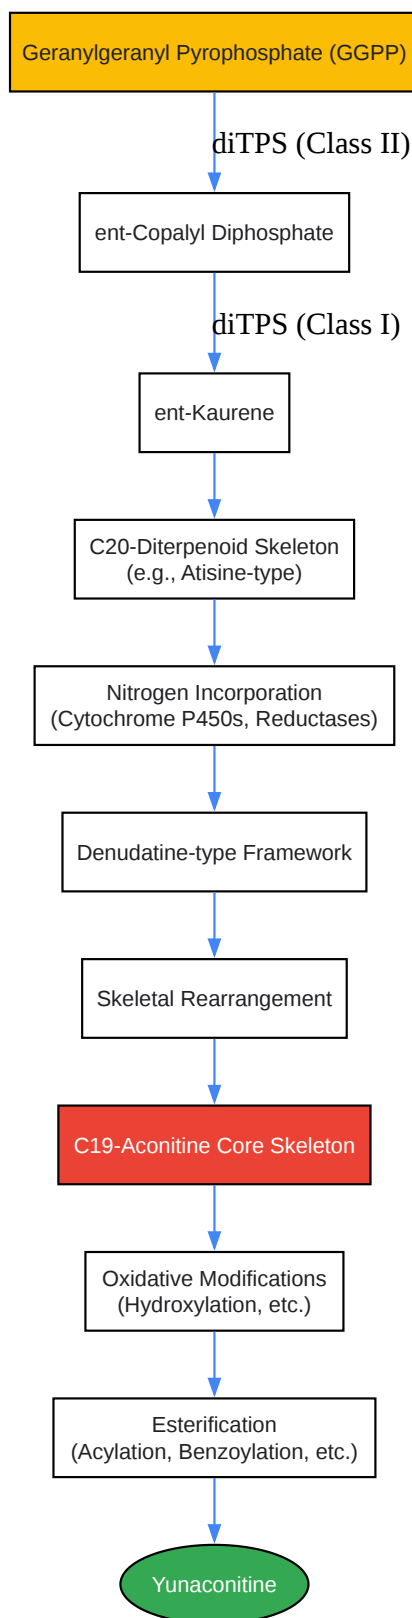 Geranylgeranyl Pyrophosphate (GGPP)
diTPS (Class II)
ent-Copalyl Diphosphate
diTPS (Class I)
ent-Kaurene
C20-Diterpenoid Skeleton
(e.g., Atisine-type)
Nitrogen Incorporation
(Cytochrome P450s, Reductases)
Denudatine-type Framework
Skeletal Rearrangement
C19-Aconitine Core Skeleton
Oxidative Modifications
(Hydroxylation, etc.)
Esterification
(Acylation, Benzoylation, etc.)
Yunaconitine